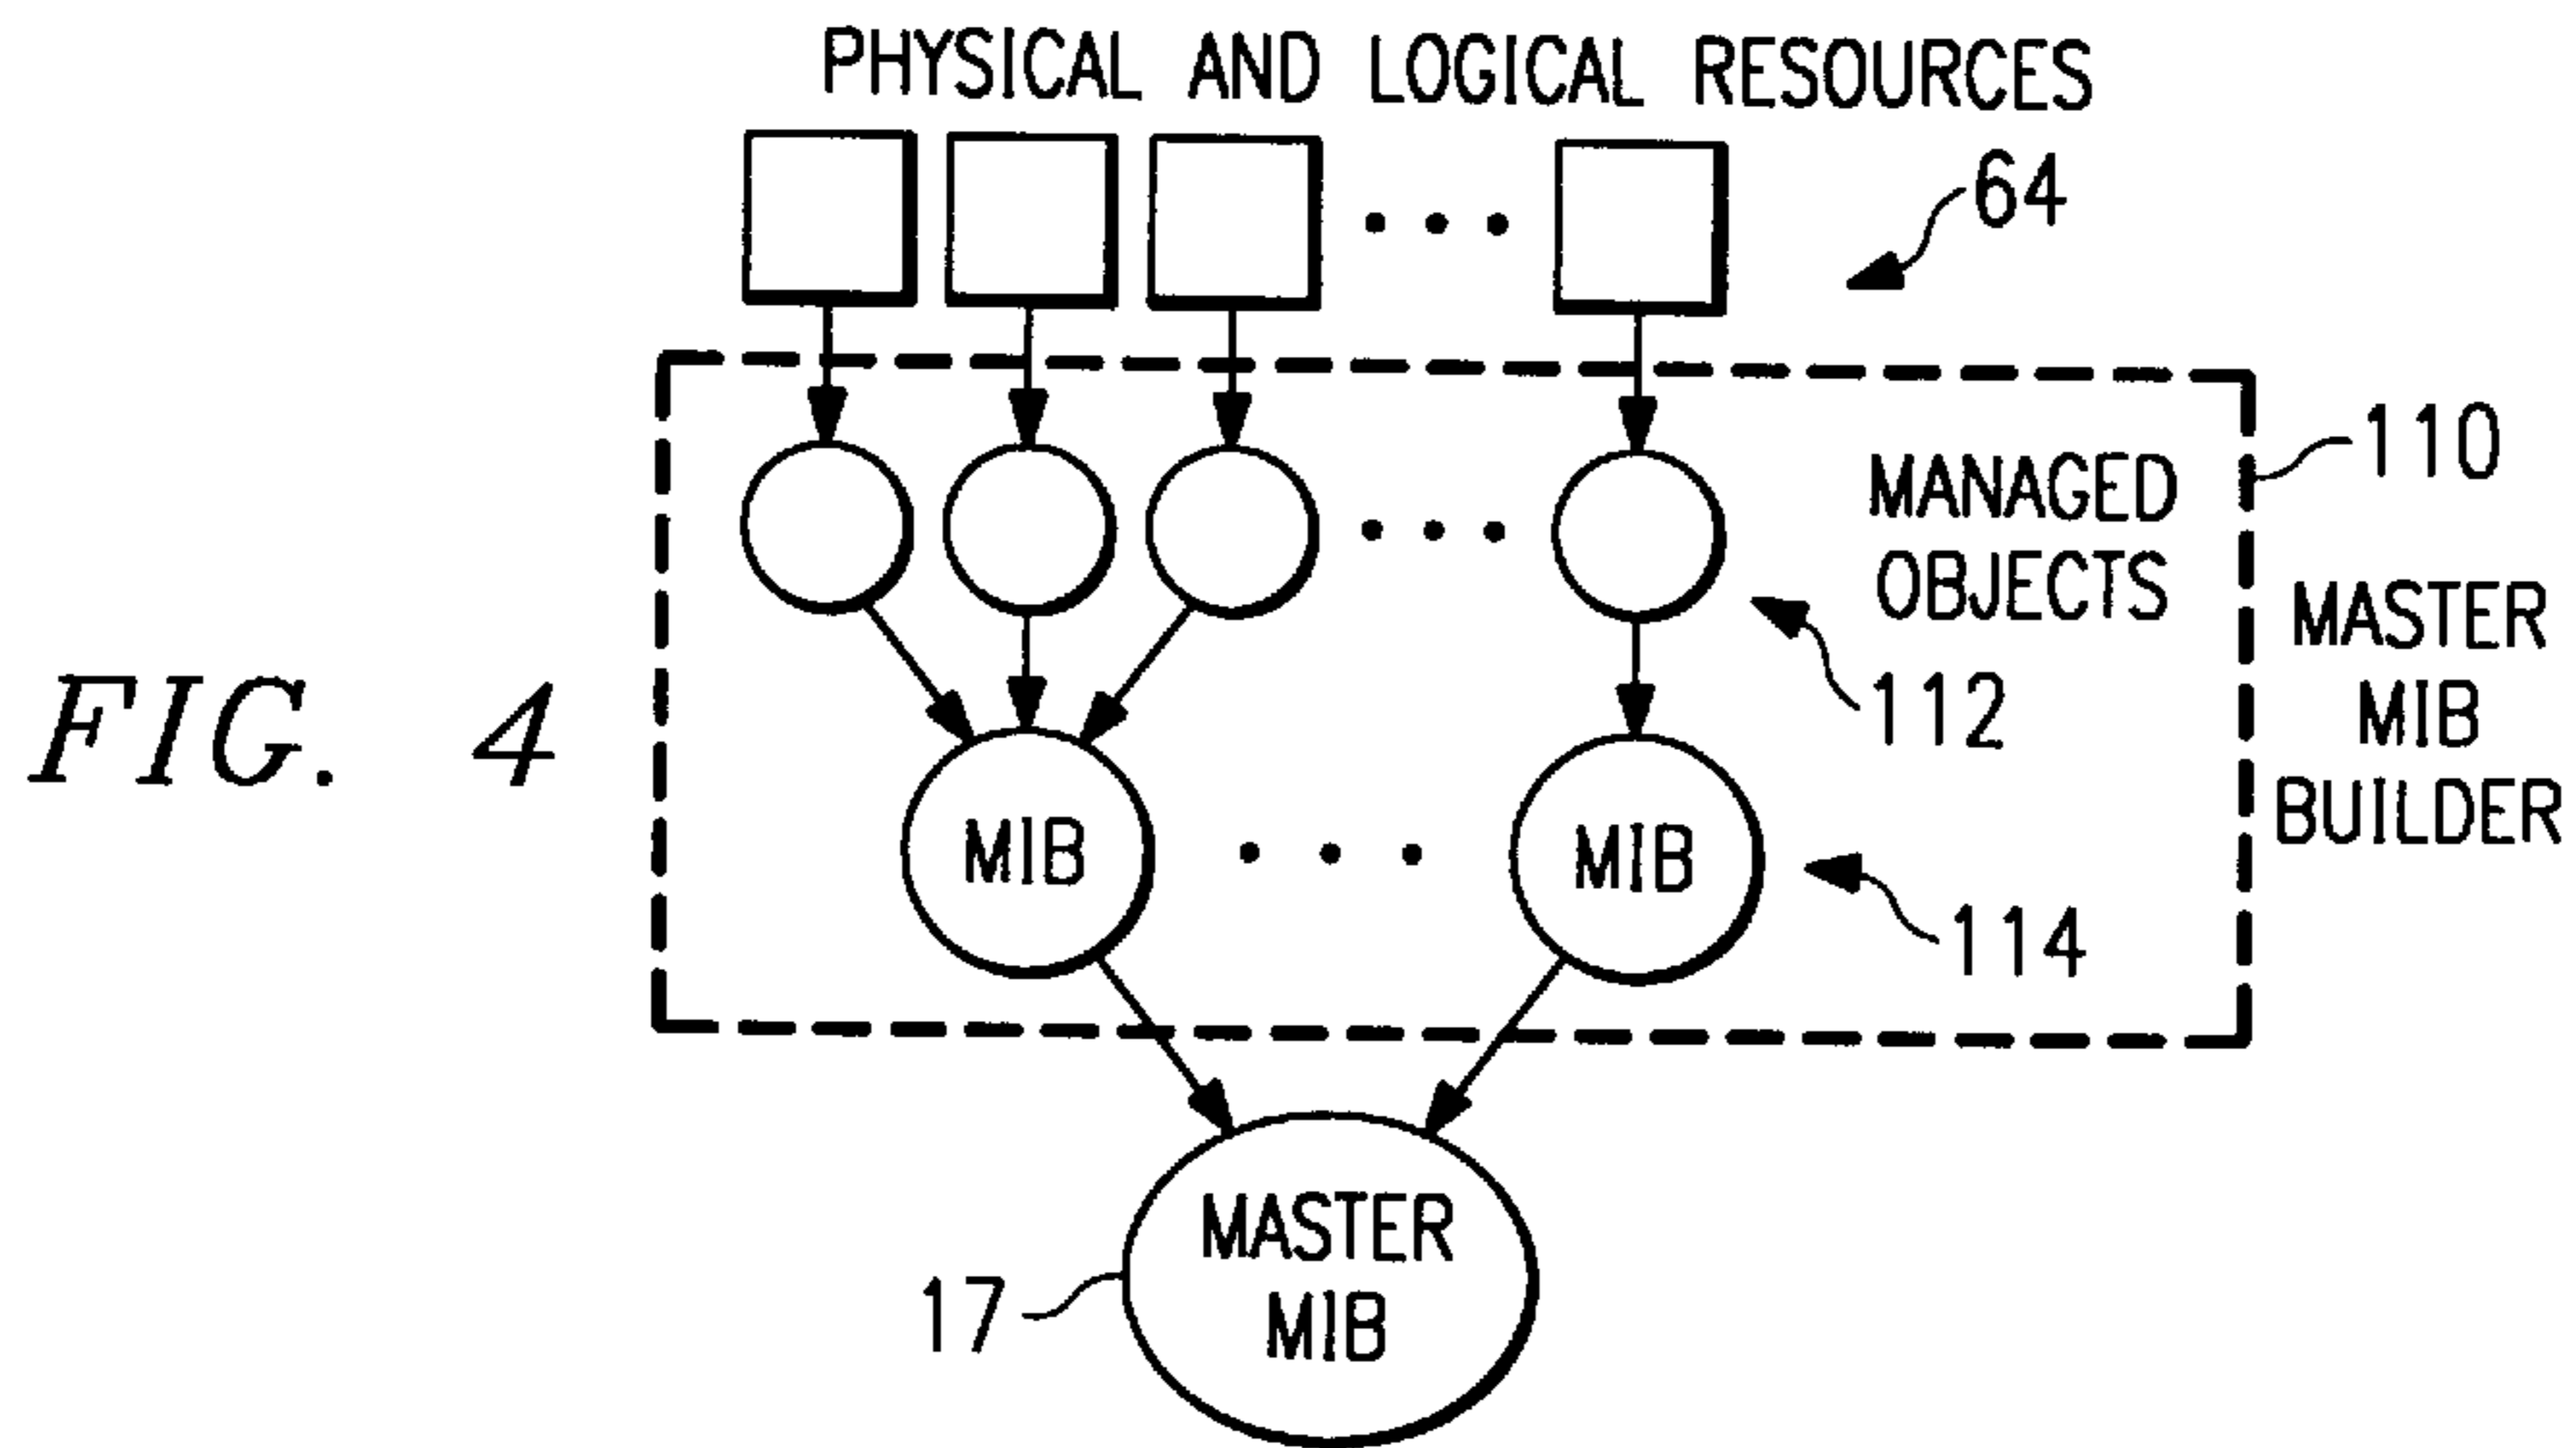 PHYSICAL AND LOGICAL RESOURCES
64
110
MANAGED
OBJECTS
MASTER
MIB
BUILDER
112
FIG. 4
MIB
MIB
114
MASTER
MIB
17